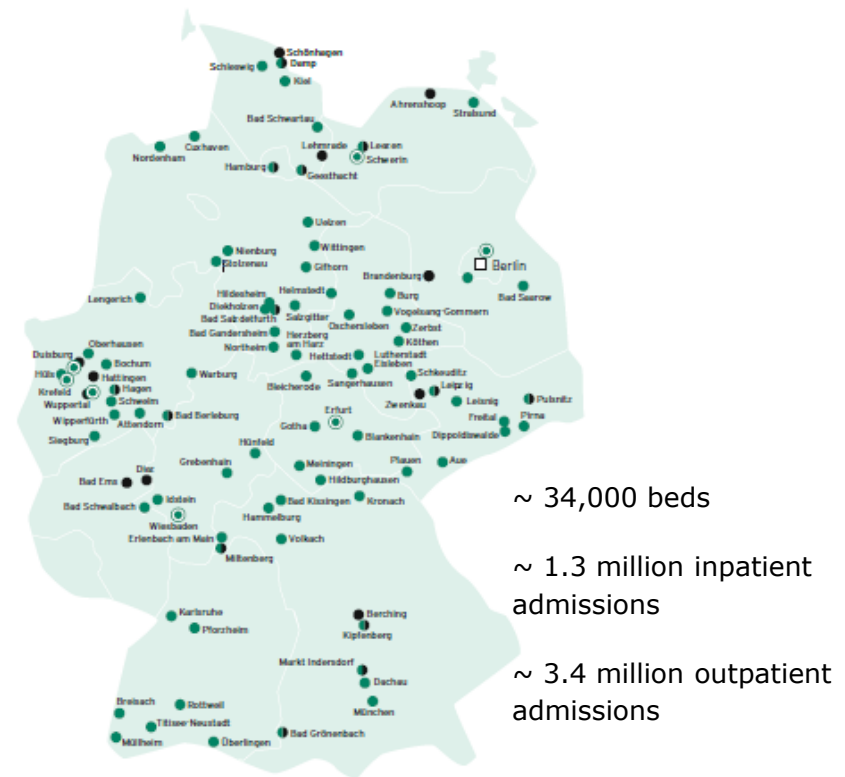 Schönhagen
Damp
Schleswig
Kiel
Ahrenshoop
Stralsund
Bad Schwartau
Cuxhaven
Nordenham
Lehmrade
Leezen
Schwerin
Hamburg
Geesthacht
Uelzen
Nienburg
Wittingen
Stolzenau
Gifhorn
Berlin
Brandenburg
Bad Saarow
Lengerich
Hildesheim
Helmstedt
Burg
Diekholzen
Salzgitter
Vogelsang-Gommern
Bad Salzdetfurth
Oschersleben
Zerbst
Bad Gandersheim
Herzberg
am Harz
Köthen
Northeim
Hettstedt
Lutherstadt
Eisleben
Oberhausen
Duisburg
Bochum
Hüls
Hattingen
Warburg
Bleicherode
Sangerhausen
Schkeuditz
Leipzig
Krefeld
Hagen
Zwenkau
Leisnig
Pulsnitz
Wuppertal
Schwelm
Wipperfürth
Attendorn
Bad Berleburg
Erfurt
Freital
Pirna
Gotha
Siegburg
Blankenhain
Dippoldiswalde
Hünfeld
Grebenhain
Meiningen
Plauen
Aue
Diez
Bad Ems
Hildburghausen
Idstein
Bad Schwalbach
Bad Kissingen
Kronach
Hammelburg
Wiesbaden
Erlenbach am Main
Volkach
Miltenberg
~ 34,000 beds
~ 1.3 million inpatient
admissions
~ 3.4 million outpatient
admissions
Karlsruhe
Pforzheim
Berching
Kipfenberg
Markt Indersdorf
Dachau
München
Breisach
Rottweil
Titisee-Neustadt
Müllheim
Überlingen
Bad Grönenbach